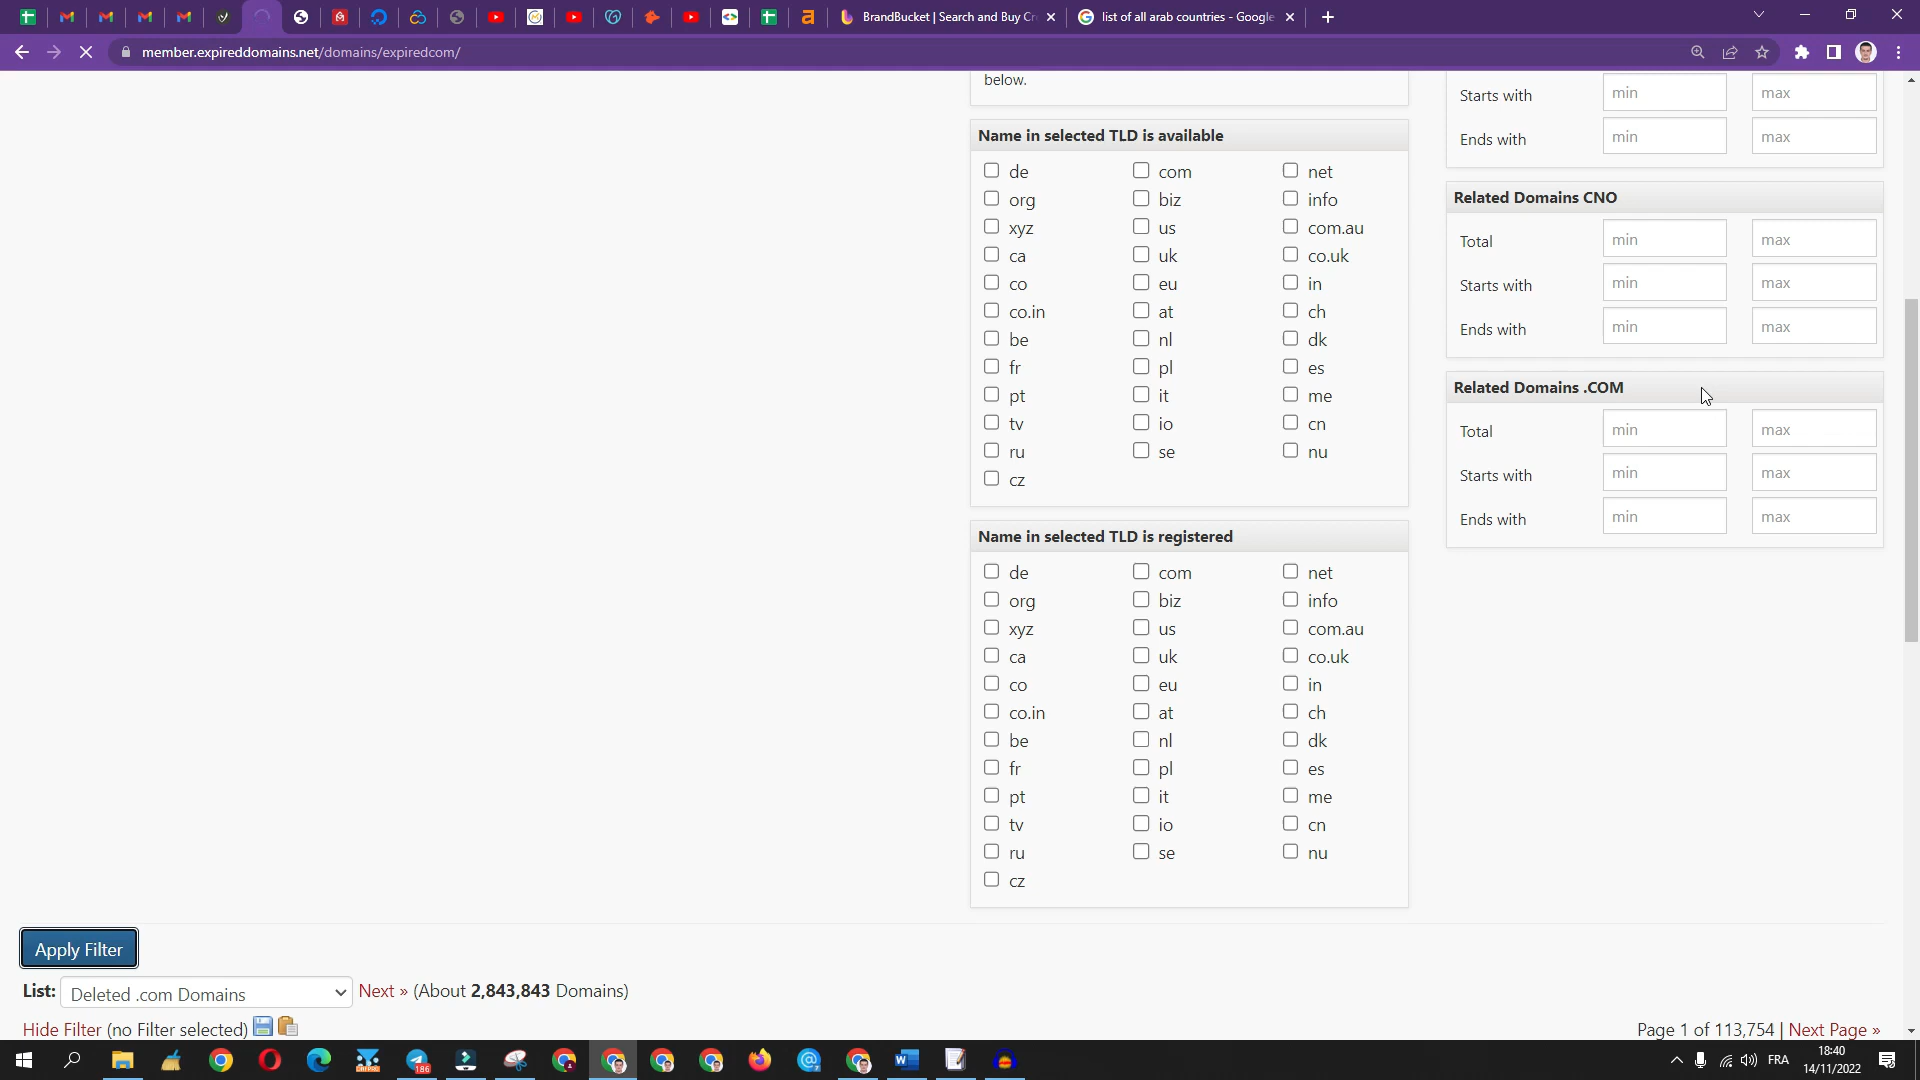 BrandBucket | Search and Buy Cr
list of all arab countries - Google
member.expireddomains.net/domains/expiredcom/
below.
Name in selected TLD is available
de com net
org biz info
xyz us com.au
ca uk co.uk
co eu in
co.in at ch
be nl dk
fr pl es
pt it me
tv io cn
ru se nu
cz
Name in selected TLD is registered
de com net
org biz info
xyz us com.au
ca uk co.uk
co eu in
co.in at ch
be nl dk
fr pl es
pt it me
tv io cn
ru se nu
cz
Starts with min max
Ends with min max
Related Domains CNO
Total min max
Starts with min max
Ends with min max
Related Domains .COM
Total min max
Starts with min max
Ends with min max
Apply Filter
List: Deleted .com Domains Next » (About 2,843,843 Domains)
Hide Filter (no Filter selected)
Page 1 of 113,754 | Next Page »
186
FRA
18:40
14/11/2022